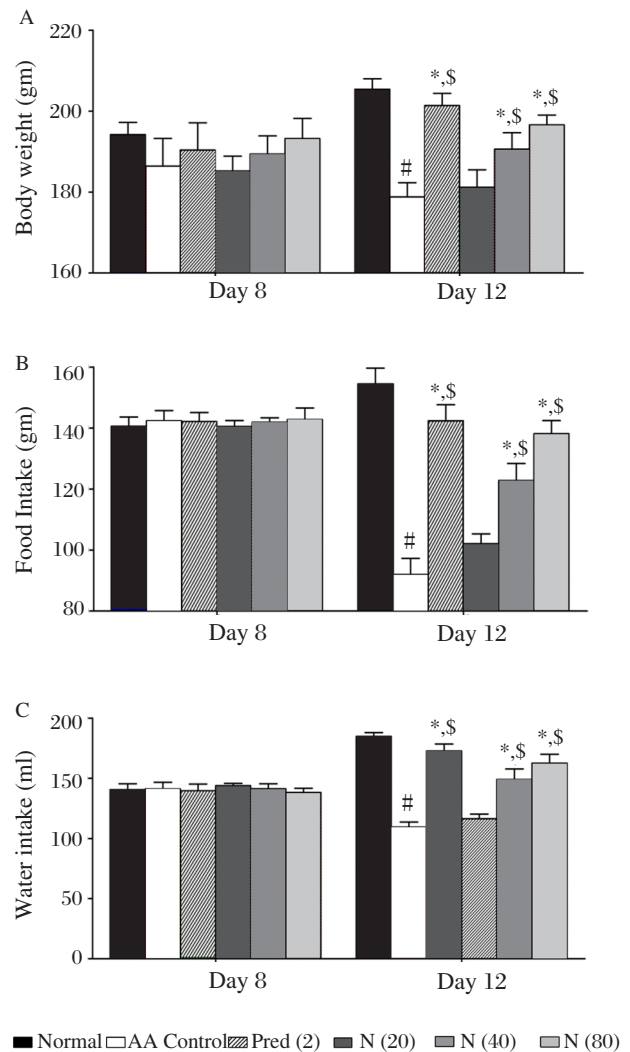 A
Body weight (gm)
220
200
180
160
#
*,$
*,$
*,$
Day 8
Day 12
B
Food Intake (gm)
160
140
120
100
80
#
*,$
*,$
*,$
Day 8
Day 12
C
Water intake (ml)
200
150
100
50
0
#
*,$
*,$
*,$
Day 8
Day 12
Normal AA Control Pred (2) N (20) N (40) N (80)